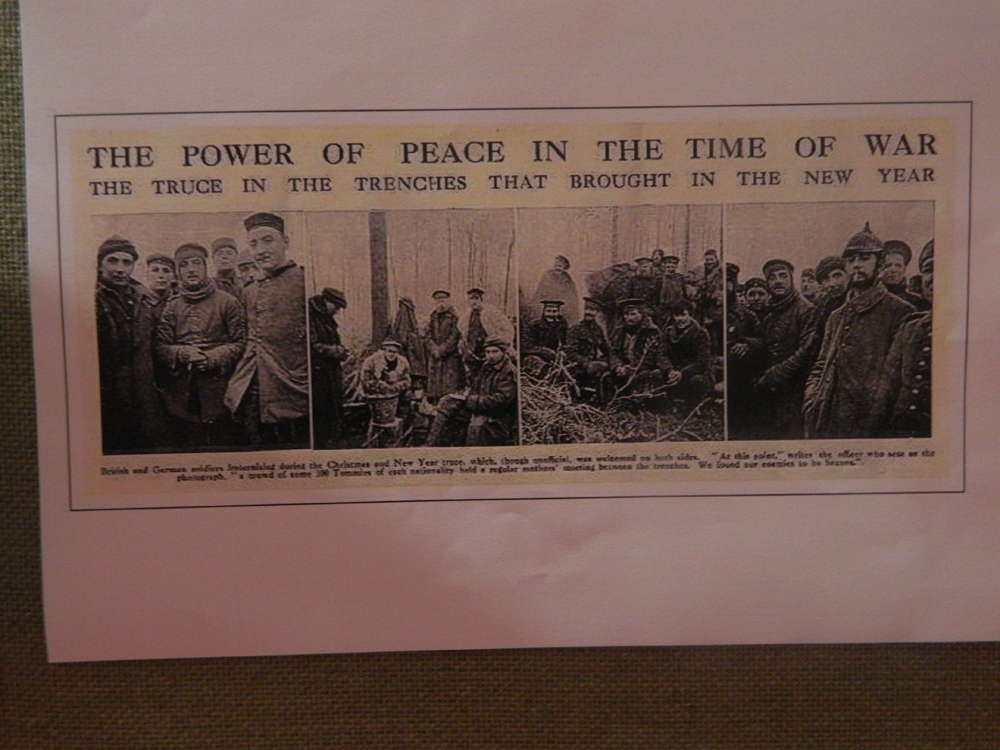 THE POWER OF PEACE IN THE TIME OF WAR
THE TRUCE IN THE TRENCHES THAT BROUGHT IN THE NEW YEAR
British and German soldiers fraternising during the Christmas and New Year truce, which, though unofficial, was welcomed on both sides. "At this point," writes the officer who sent us the
photograph, "a crowd of some 100 Tommies of each nationality held a regular mothers' meeting between the trenches. We found our enemies to be Saxons."